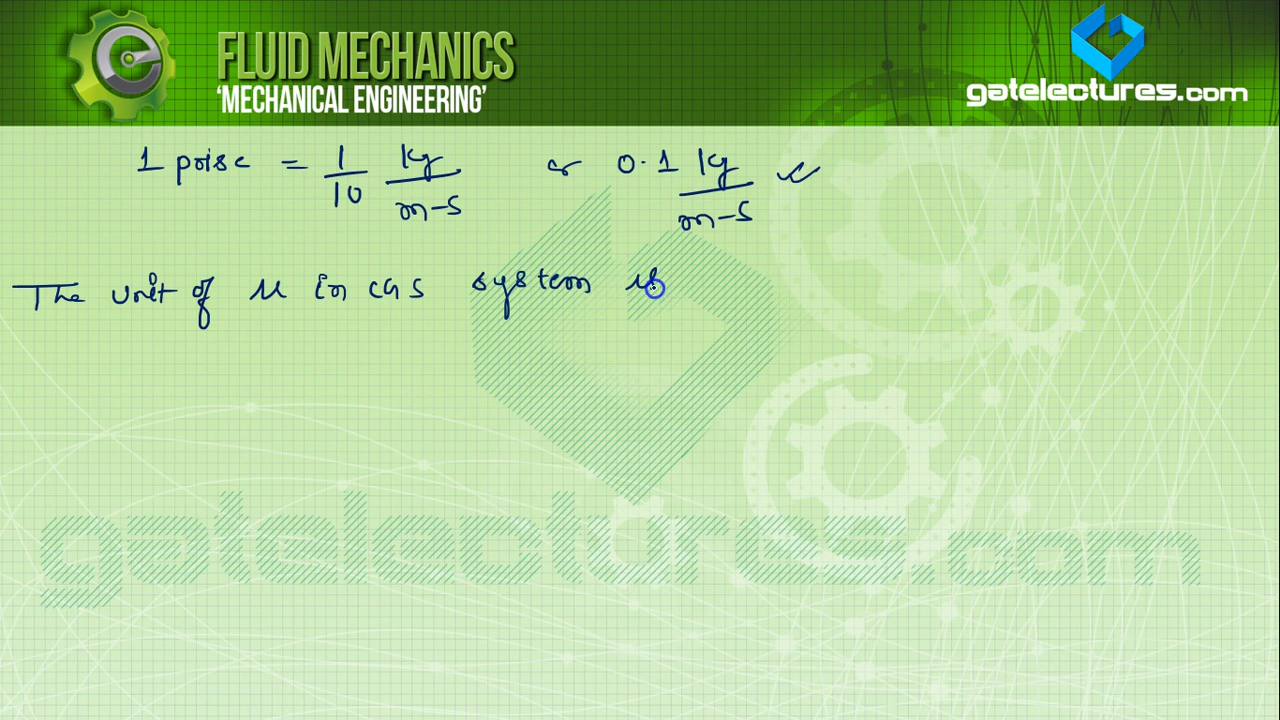 FLUID MECHANICS
'MECHANICAL ENGINEERING'
gatelectures.com
1 poise = 1/10 kg/m-s or 0.1 kg/m-s
The unit of μ in CGS system is
gatelectures.com